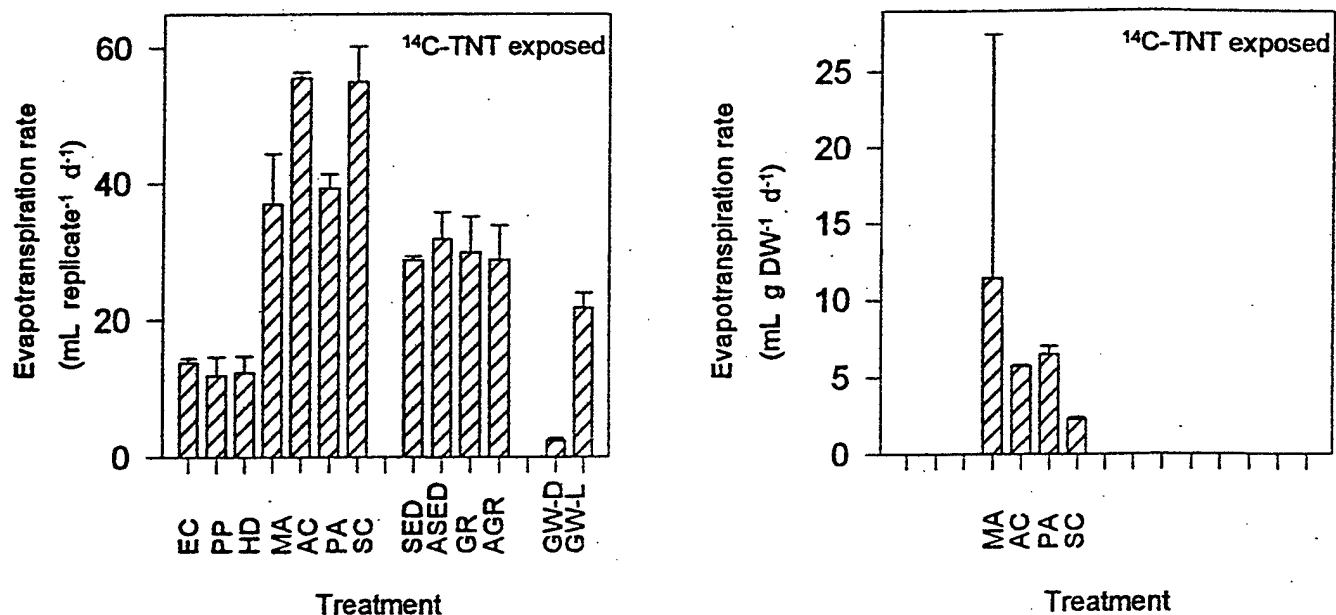 ¹⁴C-TNT exposed
Evapotranspiration rate
(mL replicate⁻¹ d⁻¹)
60
40
20
0
EC
PP
HD
MA
AC
PA
SC
SED
ASED
GR
AGR
GW-D
GW-L
Treatment
¹⁴C-TNT exposed
Evapotranspiration rate
(mL g DW⁻¹ d⁻¹)
25
20
15
10
5
0
MA
AC
PA
SC
Treatment